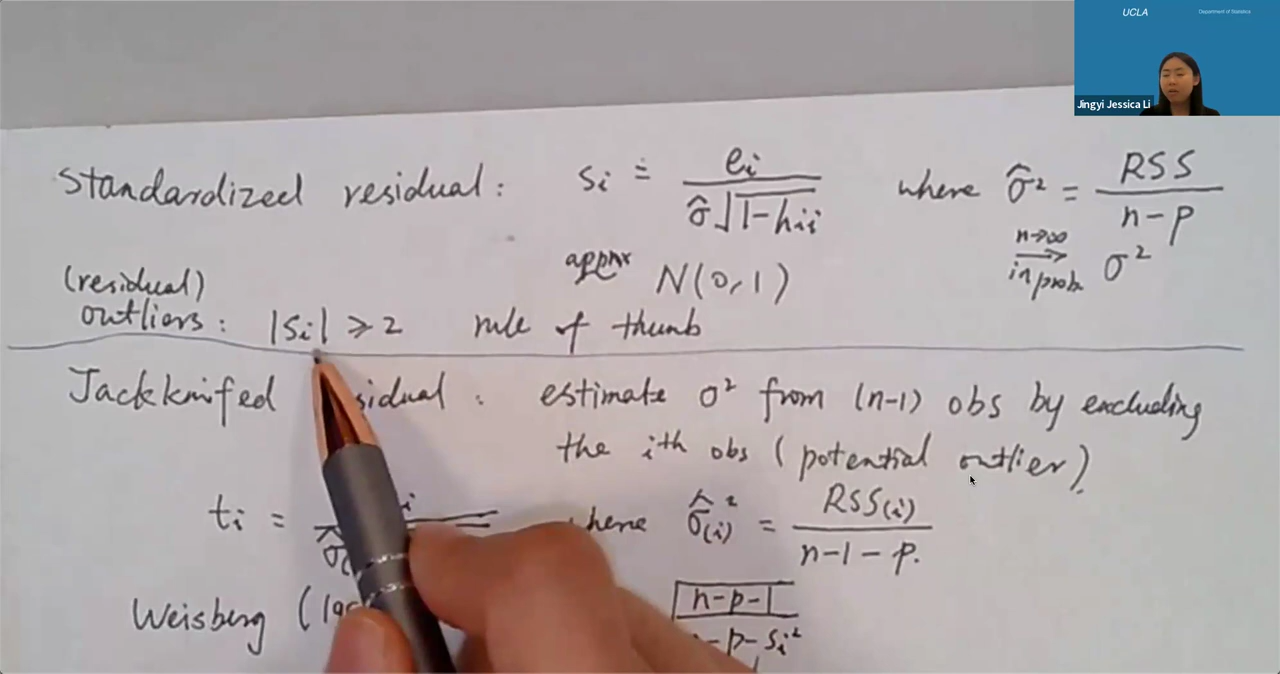 UCLA Department of Statistics
Jingyi Jessica Li
Standardized residual: sᵢ = eᵢ / σ̂√(1-hᵢᵢ) where σ̂² = RSS / n-p
n→∞ → in prob. σ²
approx N(0,1)
(residual)
outliers: |sᵢ| ≥ 2 rule of thumb
Jackknifed : estimate σ² from (n-1) obs by excluding
the ith obs (potential outlier).
tᵢ = where σ̂²₍ᵢ₎ = RSS₍ᵢ₎ / n-1-p.
Weisberg ( n-p-1